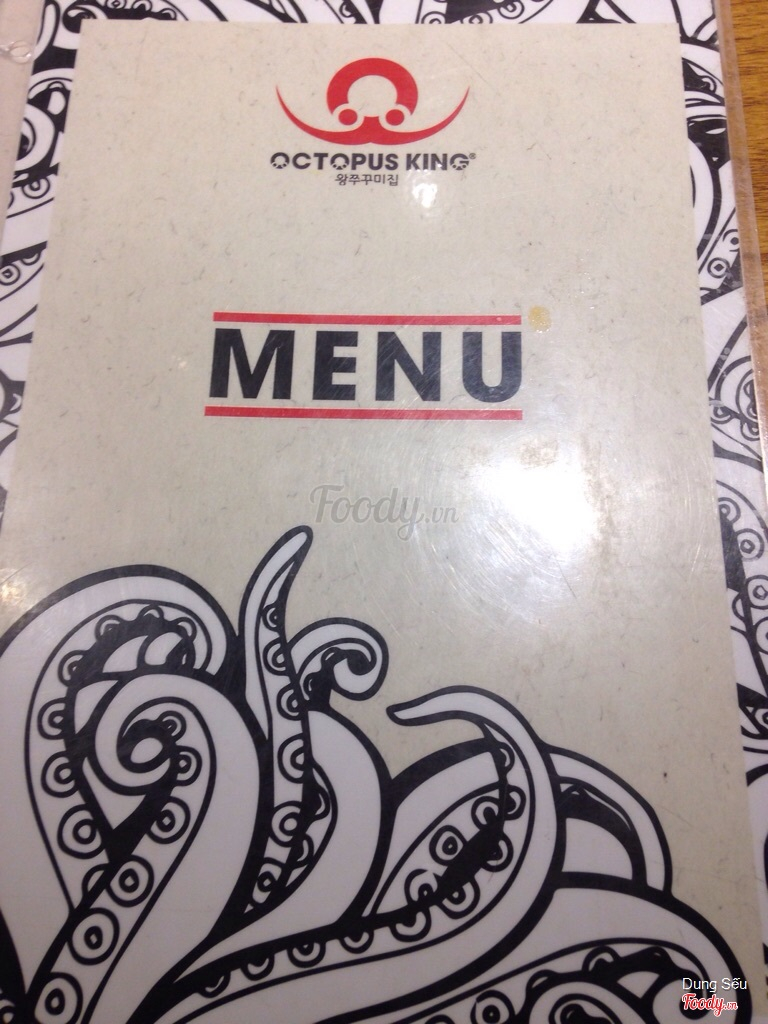 OCTOPUS KING®
왕쭈꾸미집
MENU
Foody.vn
Dung Sếu
Foody.vn